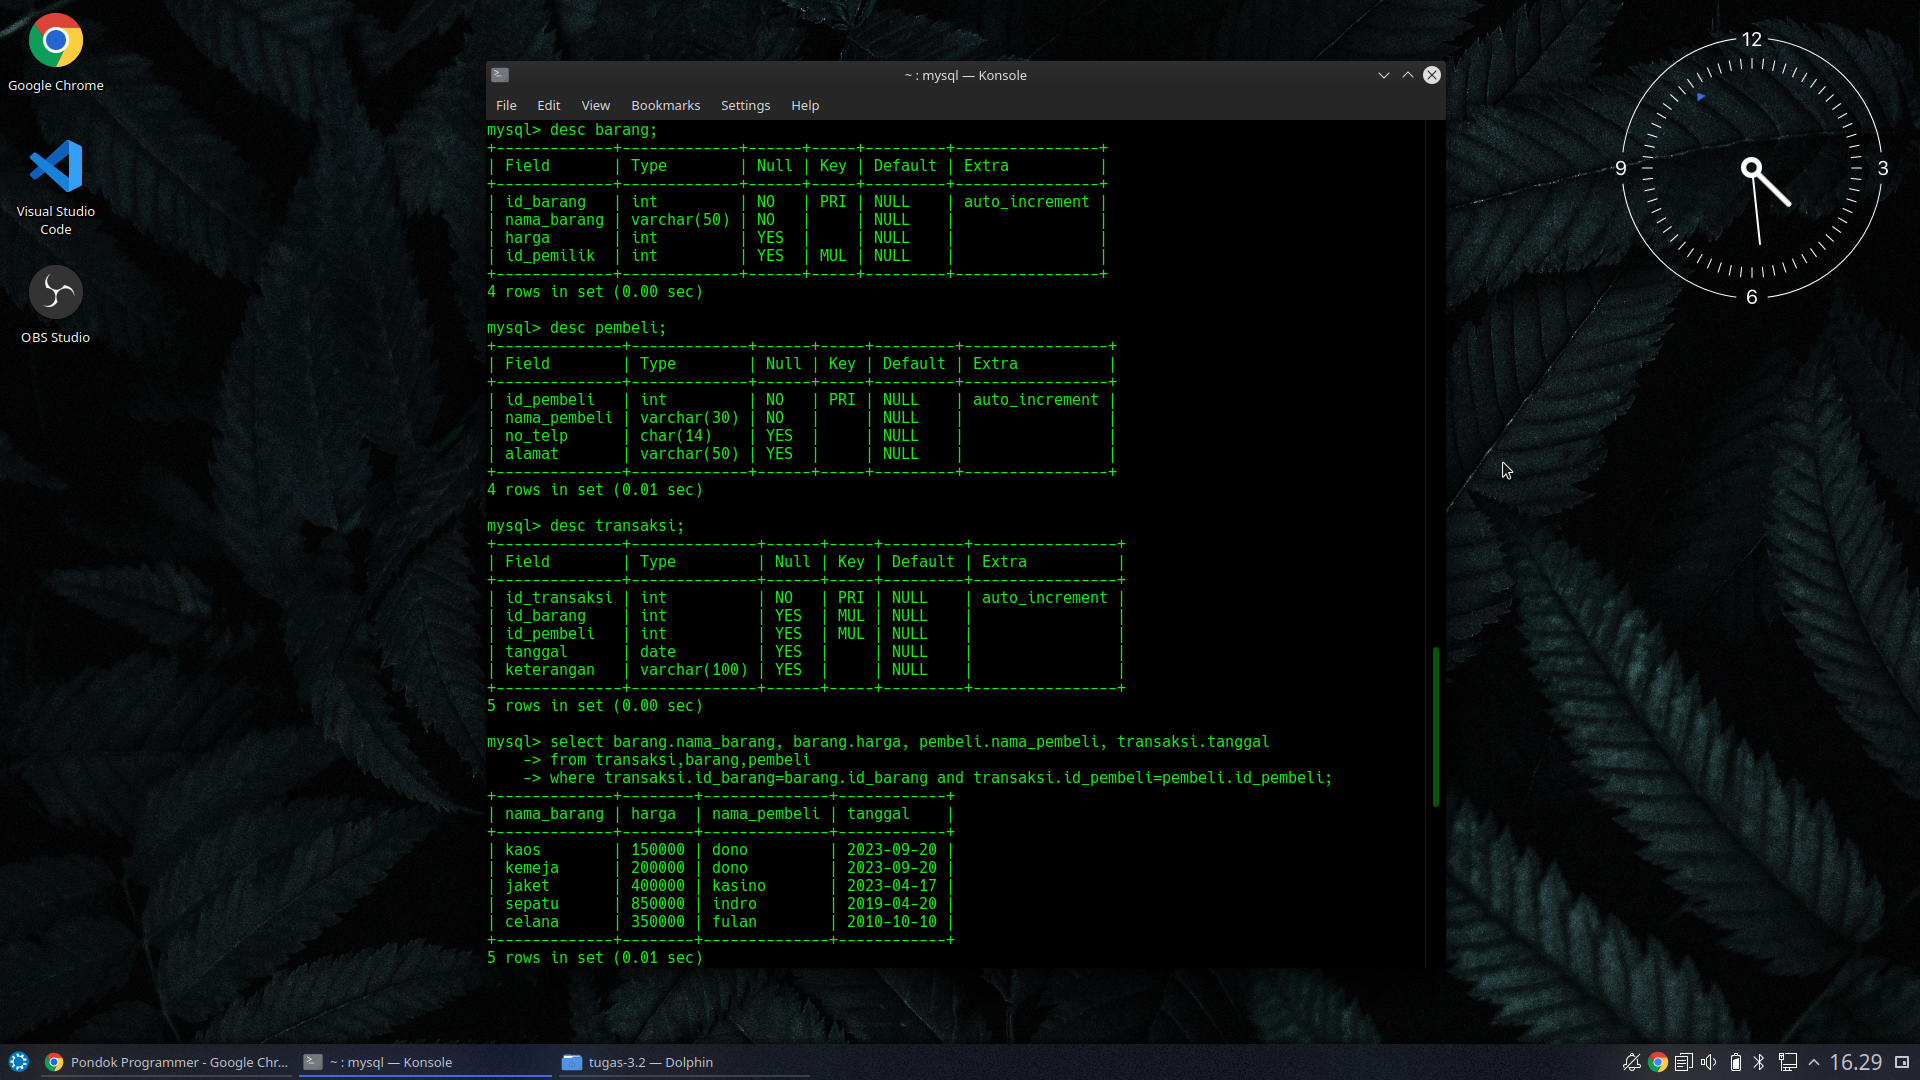 Google Chrome
Visual Studio
Code
OBS Studio
~ : mysql — Konsole
File Edit View Bookmarks Settings Help
mysql> desc barang;
+-------------+-------------+------+-----+---------+----------------+
| Field       | Type        | Null | Key | Default | Extra          |
+-------------+-------------+------+-----+---------+----------------+
| id_barang   | int         | NO   | PRI | NULL    | auto_increment |
| nama_barang | varchar(50) | NO   |     | NULL    |                |
| harga       | int         | YES  |     | NULL    |                |
| id_pemilik  | int         | YES  | MUL | NULL    |                |
+-------------+-------------+------+-----+---------+----------------+
4 rows in set (0.00 sec)
mysql> desc pembeli;
+--------------+-------------+------+-----+---------+----------------+
| Field        | Type        | Null | Key | Default | Extra          |
+--------------+-------------+------+-----+---------+----------------+
| id_pembeli   | int         | NO   | PRI | NULL    | auto_increment |
| nama_pembeli | varchar(30) | NO   |     | NULL    |                |
| no_telp      | char(14)    | YES  |     | NULL    |                |
| alamat       | varchar(50) | YES  |     | NULL    |                |
+--------------+-------------+------+-----+---------+----------------+
4 rows in set (0.01 sec)
mysql> desc transaksi;
+--------------+--------------+------+-----+---------+----------------+
| Field        | Type         | Null | Key | Default | Extra          |
+--------------+--------------+------+-----+---------+----------------+
| id_transaksi | int          | NO   | PRI | NULL    | auto_increment |
| id_barang    | int          | YES  | MUL | NULL    |                |
| id_pembeli   | int          | YES  | MUL | NULL    |                |
| tanggal      | date         | YES  |     | NULL    |                |
| keterangan   | varchar(100) | YES  |     | NULL    |                |
+--------------+--------------+------+-----+---------+----------------+
5 rows in set (0.00 sec)
mysql> select barang.nama_barang, barang.harga, pembeli.nama_pembeli, transaksi.tanggal
    -> from transaksi,barang,pembeli
    -> where transaksi.id_barang=barang.id_barang and transaksi.id_pembeli=pembeli.id_pembeli;
+-------------+--------+--------------+------------+
| nama_barang | harga  | nama_pembeli | tanggal    |
+-------------+--------+--------------+------------+
| kaos        | 150000 | dono         | 2023-09-20 |
| kemeja      | 200000 | dono         | 2023-09-20 |
| jaket       | 400000 | kasino       | 2023-04-17 |
| sepatu      | 850000 | indro        | 2019-04-20 |
| celana      | 350000 | fulan        | 2010-10-10 |
+-------------+--------+--------------+------------+
5 rows in set (0.01 sec)
12
9 3
6
Pondok Programmer - Google Chr... ~ : mysql — Konsole tugas-3.2 — Dolphin 16.29